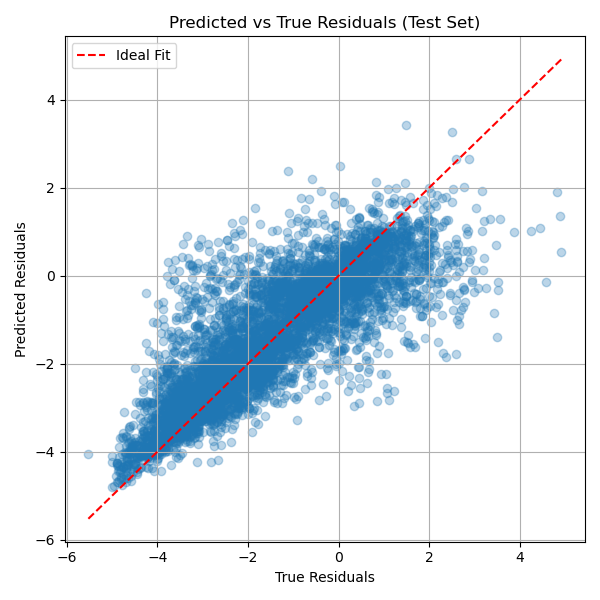 Predicted vs True Residuals (Test Set)
Ideal Fit
4
2
0
−2
−4
−6
Predicted Residuals
−6 −4 −2 0 2 4
True Residuals